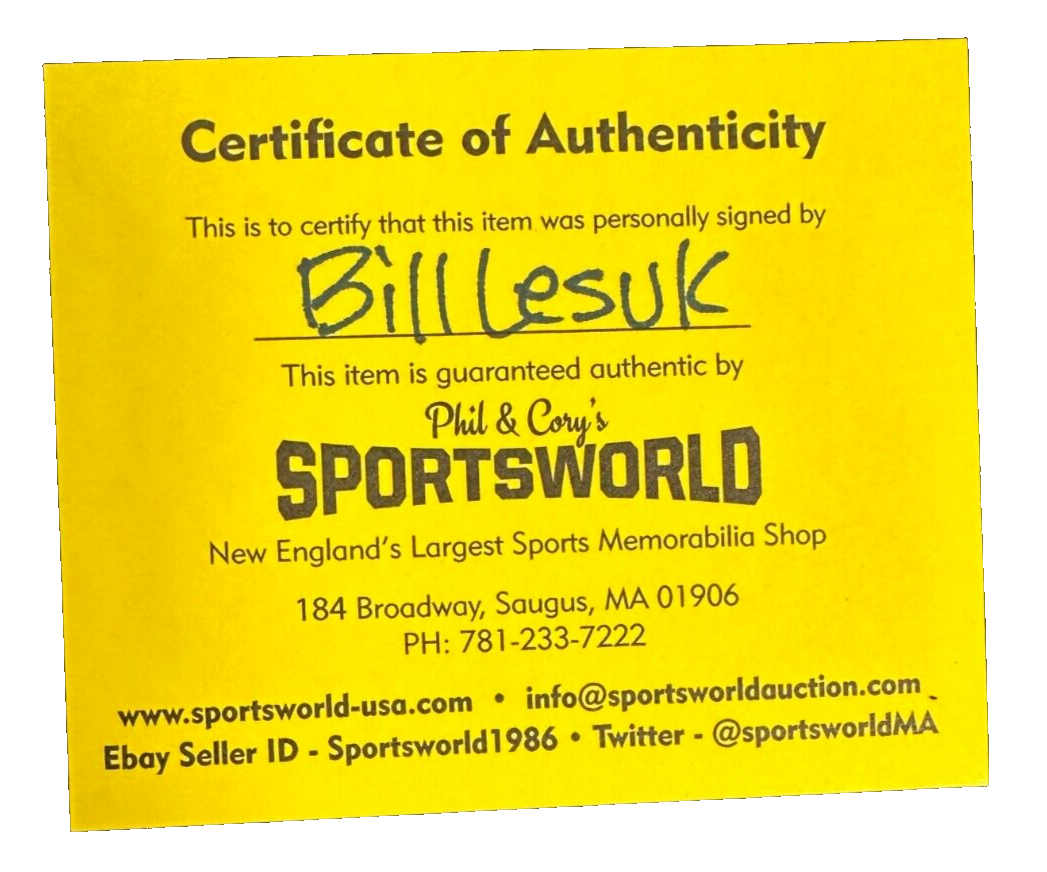 Certificate of Authenticity
This is to certify that this item was personally signed by
Bill Lesuk
This item is guaranteed authentic by
Phil & Cory's
SPORTSWORLD
New England's Largest Sports Memorabilia Shop
184 Broadway, Saugus, MA 01906
PH: 781-233-7222
www.sportsworld-usa.com • info@sportsworldauction.com
Ebay Seller ID - Sportsworld1986 • Twitter - @sportsworldMA